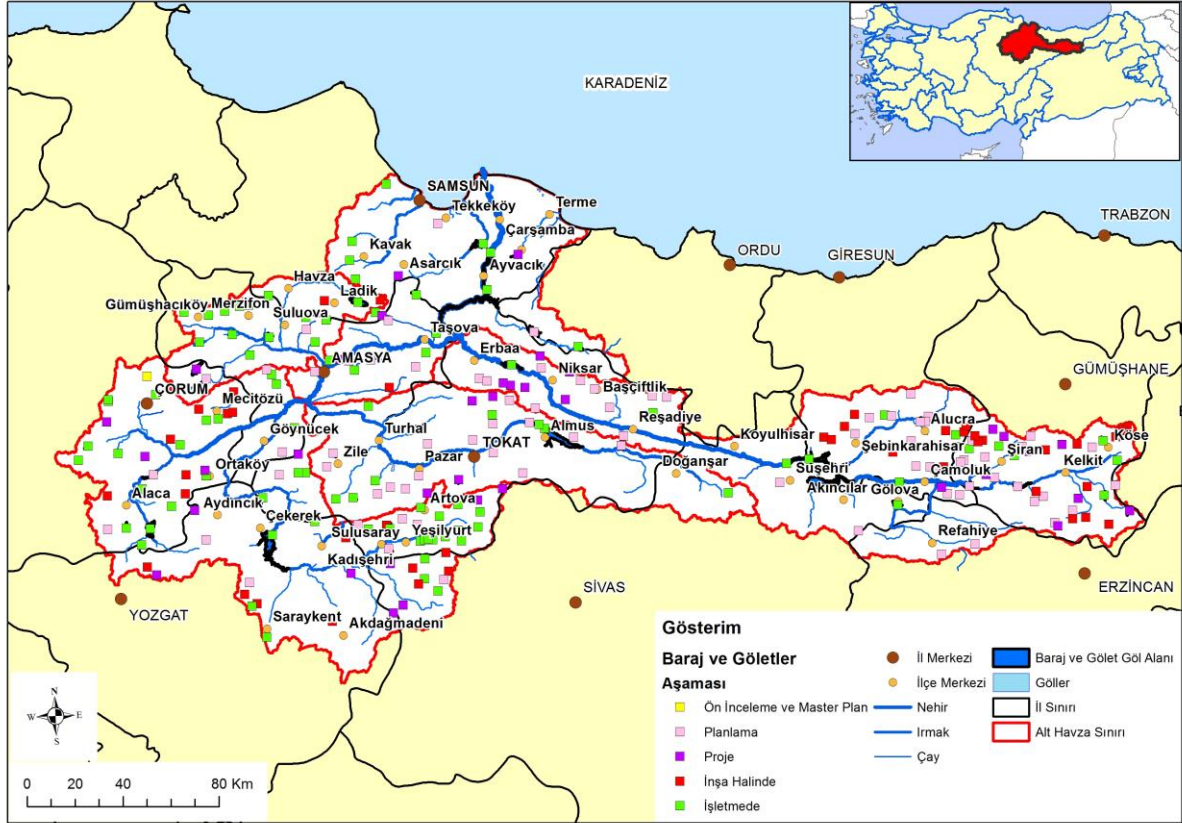 KARADENİZ
SAMSUN
Tekkeköy
Terme
Çarşamba
TRABZON
ORDU
GİRESUN
Kavak
Asarcık
Ayvacık
Havza
Ladik
Gümüşhacıköy
Merzifon
Suluova
Taşova
AMASYA
Erbaa
Niksar
GÜMÜŞHANE
ÇORUM
Mecitözü
Başçiftlik
Reşadiye
Alucra
Göynücek
Turhal
Almus
Koyulhisar
Şebinkarahisar
Köse
Zile
Pazar
TOKAT
Şiran
Ortaköy
Doğanşar
Suşehri
Çamoluk
Kelkit
Alaca
Aydıncık
Artova
Akıncılar
Gölova
Çekerek
Sulusaray
Yeşilyurt
Refahiye
Kadışehri
YOZGAT
SİVAS
ERZİNCAN
Saraykent
Akdağmadeni
Gösterim
Baraj ve Göletler
Aşaması
Ön İnceleme ve Master Plan
Planlama
Proje
İnşa Halinde
İşletmede
İl Merkezi
İlçe Merkezi
Nehir
Irmak
Çay
Baraj ve Gölet Göl Alanı
Göller
İl Sınırı
Alt Havza Sınırı
N
W E
S
0 20 40 80 Km